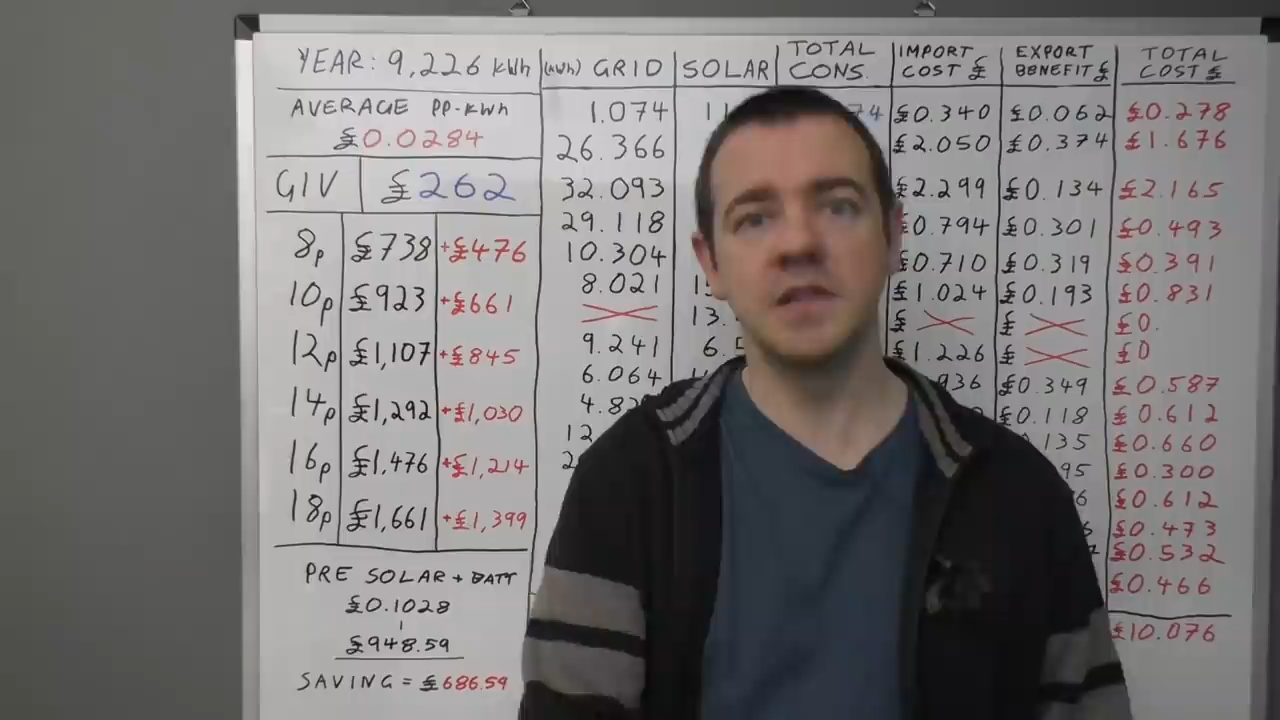 YEAR: 9,226 kWh
AVERAGE PP-KWh
£0.0284
GIV £262
8p £738 +£476
10p £923 +£661
12p £1,107 +£845
14p £1,292 +£1,030
16p £1,476 +£1,214
18p £1,661 +£1,399
PRE SOLAR + BATT
£0.1028
£948.59
SAVING = £686.59
(kWh) GRID SOLAR TOTAL CONS. IMPORT COST £ EXPORT BENEFIT £ TOTAL COST £
1.074 £0.340 £0.062 £0.278
26.366 £2.050 £0.374 £1.676
32.093 £2.299 £0.134 £2.165
29.118 £0.794 £0.301 £0.493
10.304 £0.710 £0.319 £0.391
8.021 £1.024 £0.193 £0.831
£ £ £0.
9.241 £1.226 £ £0
6.064 £0.349 £0.587
£0.118 £0.612
£0.660
£0.300
£0.612
£0.473
£0.532
£0.466
£10.076